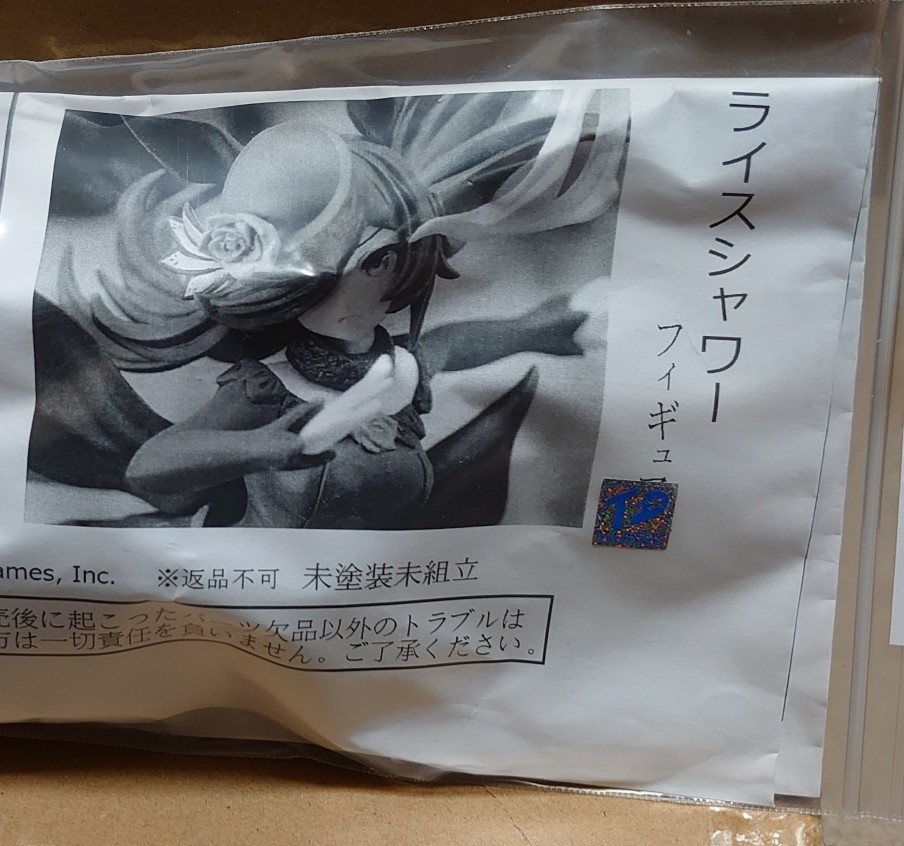 ライスシャワー
フィギュア
ames, Inc. ※返品不可 未塗装未組立
売後に起こったパーツ欠品以外のトラブルは
方は一切責任を負いません。ご了承ください。